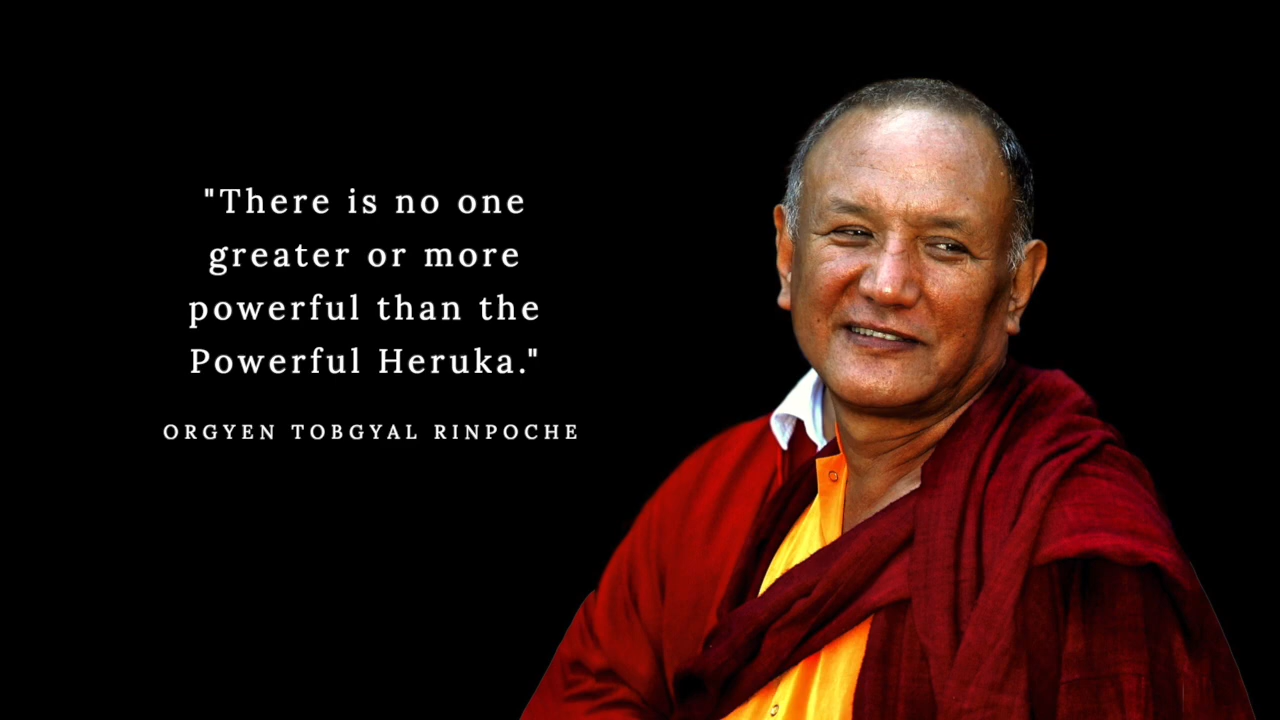 "There is no one
greater or more
powerful than the
Powerful Heruka."
ORGYEN TOBGYAL RINPOCHE